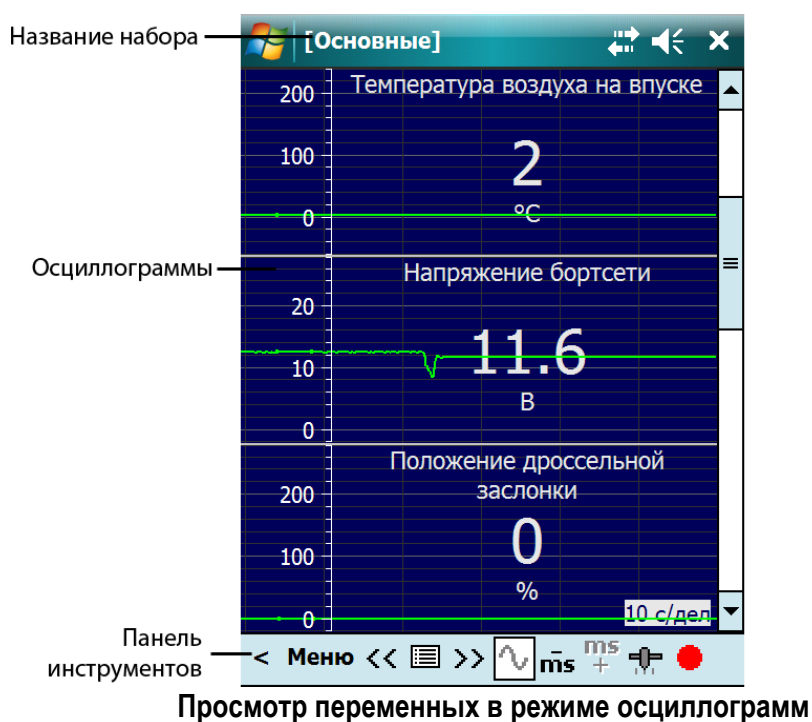 Название набора
[Основные]
Температура воздуха на впуске
200
100
0
2
°C
Осциллограммы
Напряжение бортсети
20
10
0
11.6
В
Положение дроссельной
заслонки
200
100
0
0
%
10 с/дел
Панель
инструментов
< Меню << >> ms ms +
Просмотр переменных в режиме осциллограмм